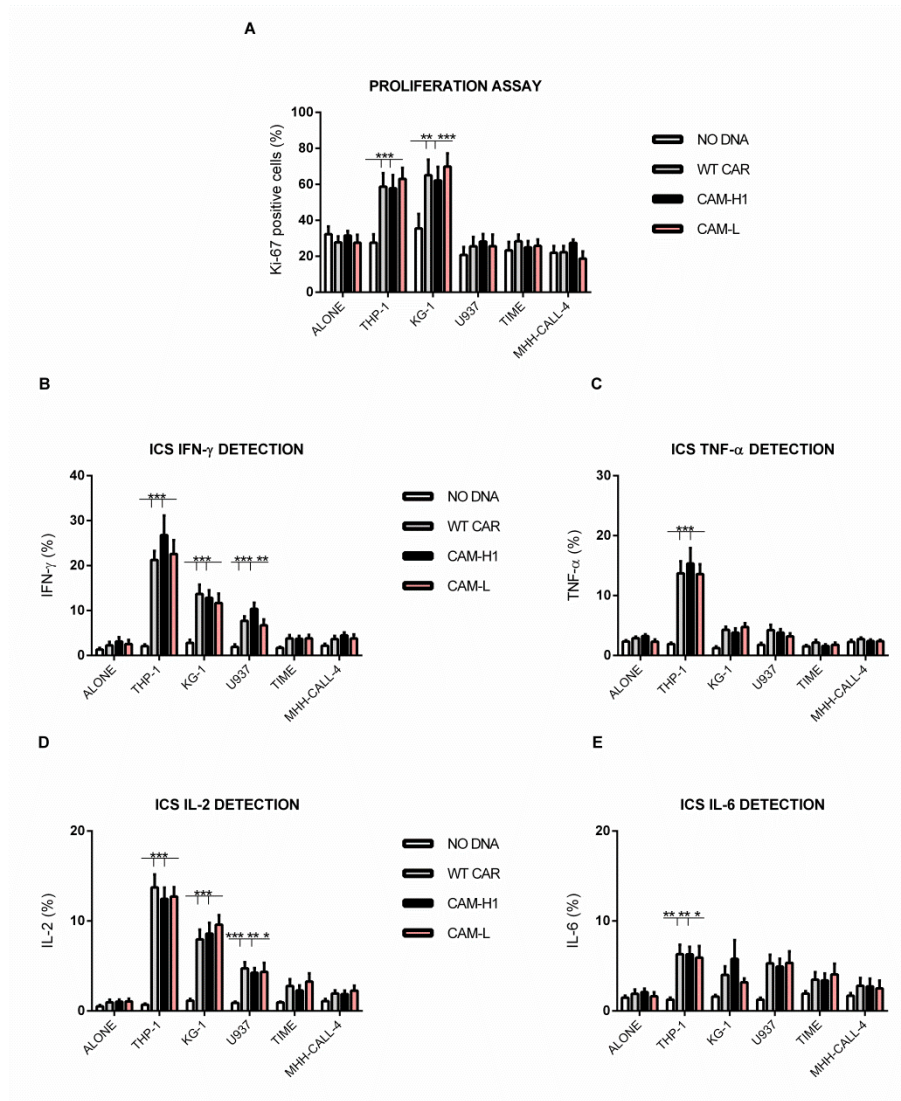 A
PROLIFERATION ASSAY
Ki-67 positive cells (%)
100
80
60
40
20
0
***
** ***
ALONE
THP-1
KG-1
U937
TIME
MHH-CALL-4
NO DNA
WT CAR
CAM-H1
CAM-L
B
ICS IFN-γ DETECTION
IFN-γ (%)
40
30
20
10
0
***
***
*** **
ALONE
THP-1
KG-1
U937
TIME
MHH-CALL-4
NO DNA
WT CAR
CAM-H1
CAM-L
C
ICS TNF-α DETECTION
TNF-α (%)
30
20
10
0
***
ALONE
THP-1
KG-1
U937
TIME
MHH-CALL-4
D
ICS IL-2 DETECTION
IL-2 (%)
20
10
0
***
***
*** ** *
ALONE
THP-1
KG-1
U937
TIME
MHH-CALL-4
NO DNA
WT CAR
CAM-H1
CAM-L
E
ICS IL-6 DETECTION
IL-6 (%)
20
10
0
** ** *
ALONE
THP-1
KG-1
U937
TIME
MHH-CALL-4